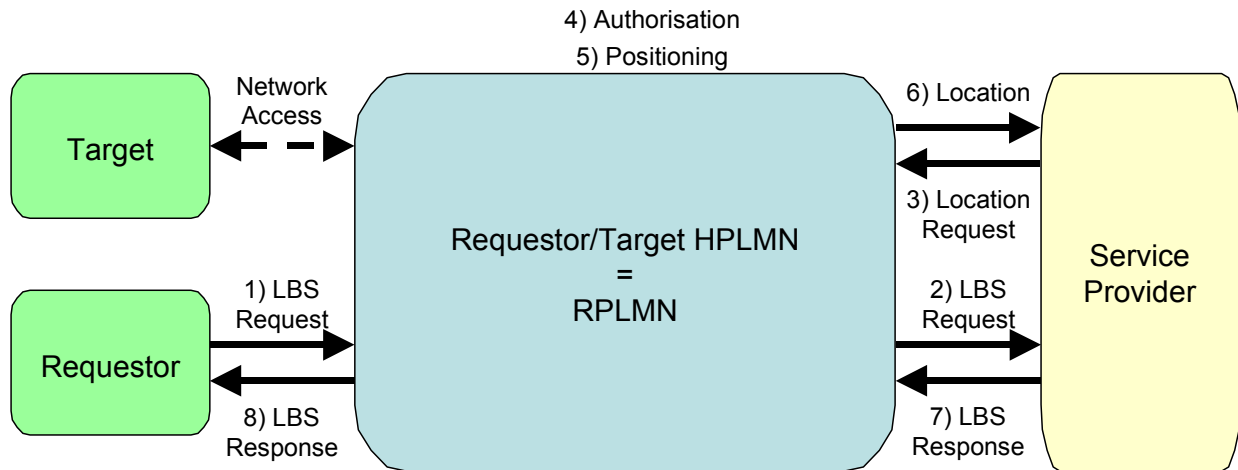 4) Authorisation
5) Positioning
Network
Access
Target
6) Location
3) Location
Request
Requestor/Target HPLMN
=
RPLMN
Service
Provider
1) LBS
Request
2) LBS
Request
Requestor
8) LBS
Response
7) LBS
Response